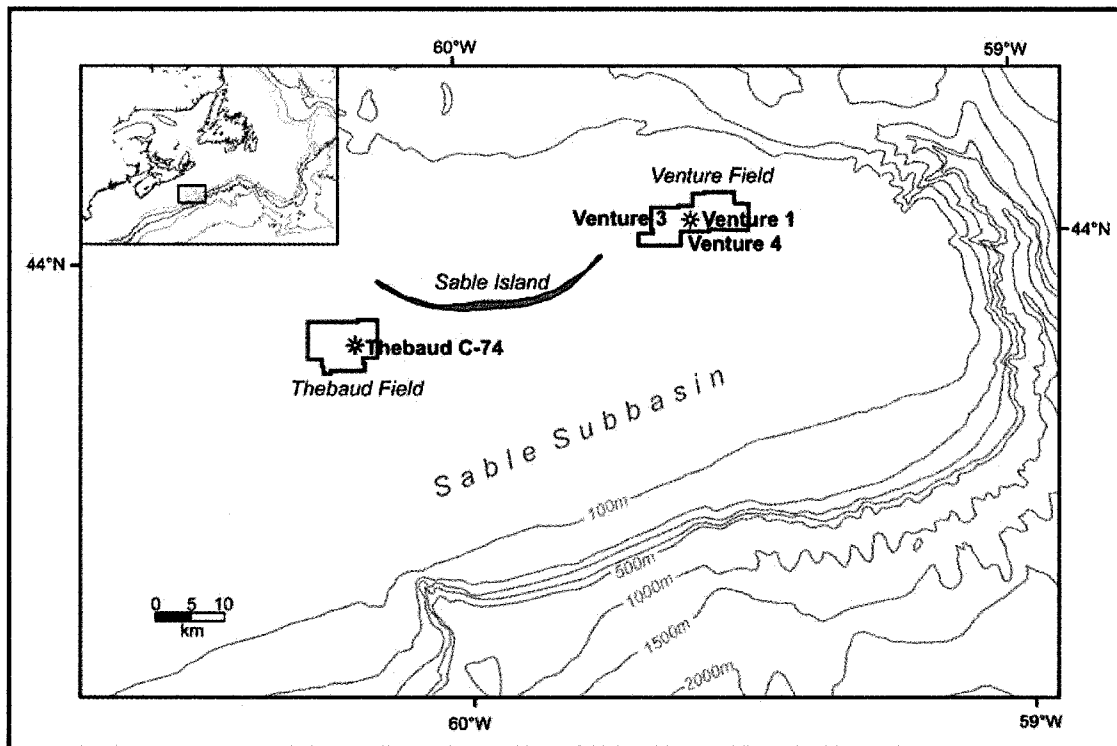 60°W 59°W
Venture Field
Venture 3 Venture 1
Venture 4
44°N 44°N
Sable Island
Thebaud C-74
Thebaud Field
Sable Subbasin
100m
500m
1000m
1500m
2000m
0 5 10
km
60°W 59°W